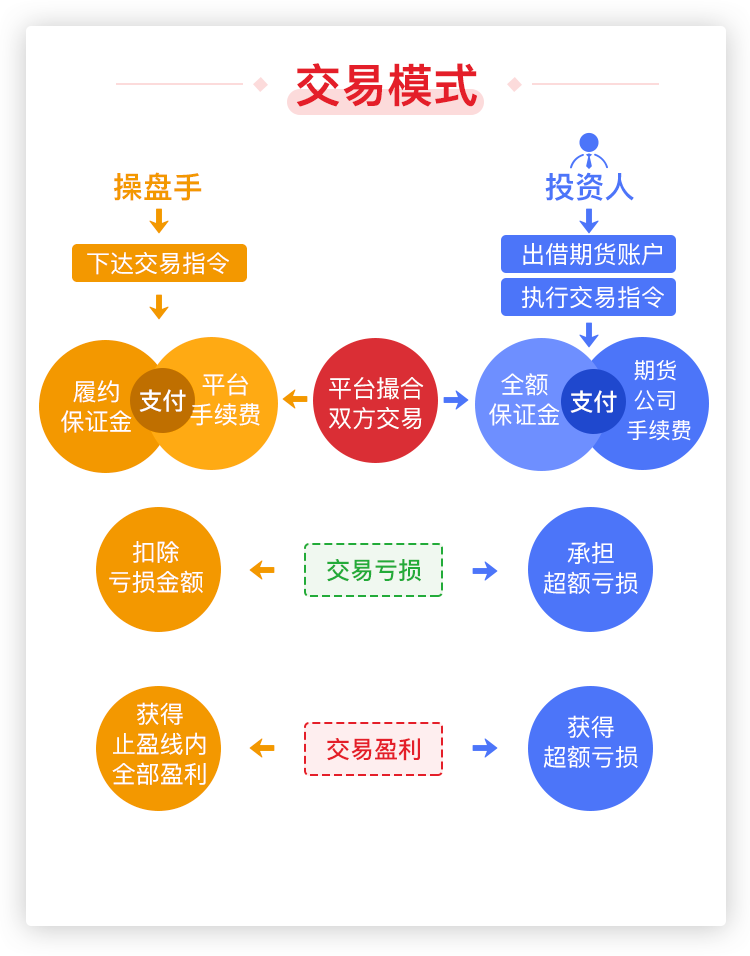 交易模式
操盘手
下达交易指令
投资人
出借期货账户
执行交易指令
履约
保证金
支付
平台
手续费
平台撮合
双方交易
全额
保证金
支付
期货
公司
手续费
扣除
亏损金额
交易亏损
承担
超额亏损
获得
止盈线内
全部盈利
交易盈利
获得
超额亏损